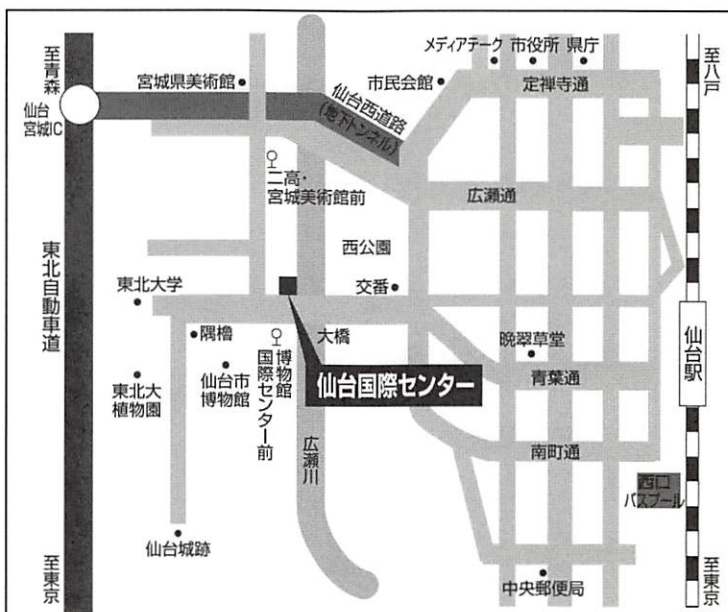 至青森
仙台
宮城IC
東北自動車道
至東京
宮城県美術館
仙台西道路
(地下トンネル)
市民会館
メディアテーク
市役所
県庁
定禅寺通
至八戸
二高・
宮城美術館前
広瀬通
西公園
交番
東北大学
隅櫓
仙台市
博物館
東北大
植物園
博物館
国際センター前
大橋
仙台国際センター
晩翠草堂
青葉通
仙台駅
広瀬川
南町通
西口
バスプール
仙台城跡
中央郵便局
至東京